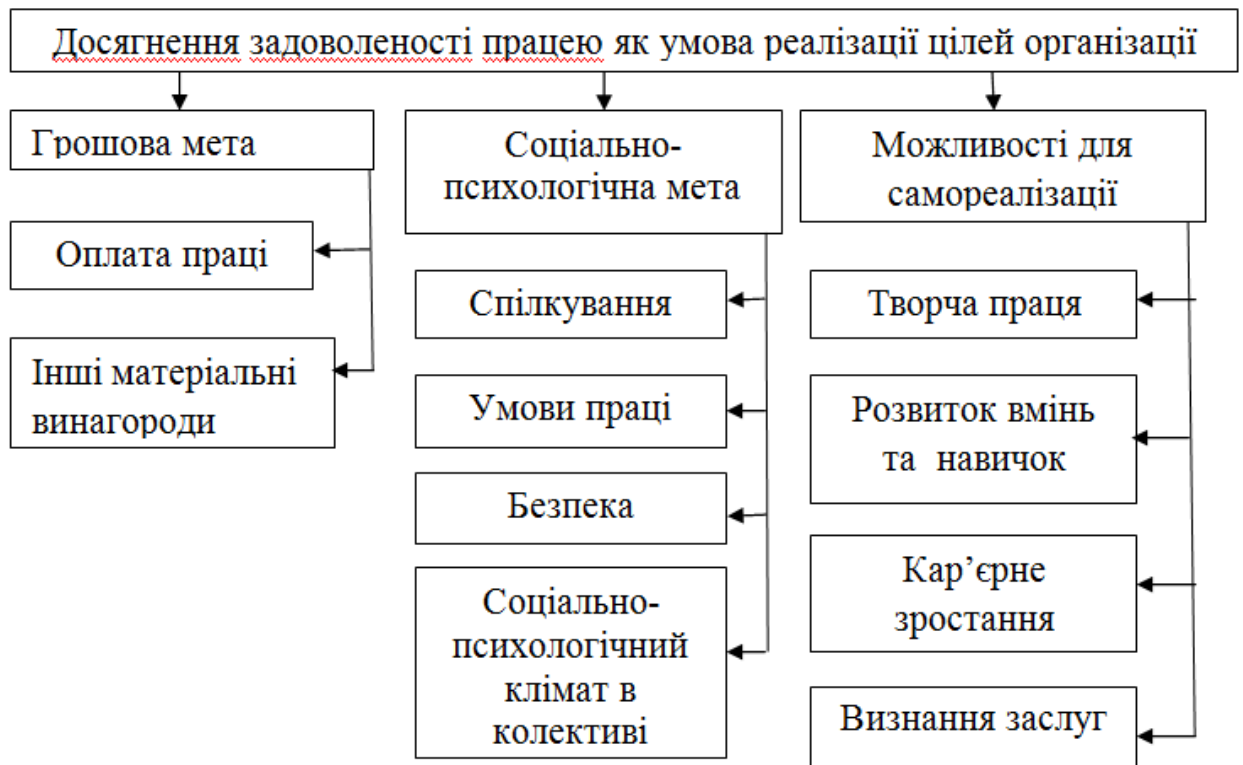 Досягнення задоволеності працею як умова реалізації цілей організації
Грошова мета
Оплата праці
Інші матеріальні
винагороди
Соціально-
психологічна мета
Спілкування
Умови праці
Безпека
Соціально-
психологічний
клімат в
колективі
Можливості для
самореалізації
Творча праця
Розвиток вмінь
та навичок
Кар’єрне
зростання
Визнання заслуг